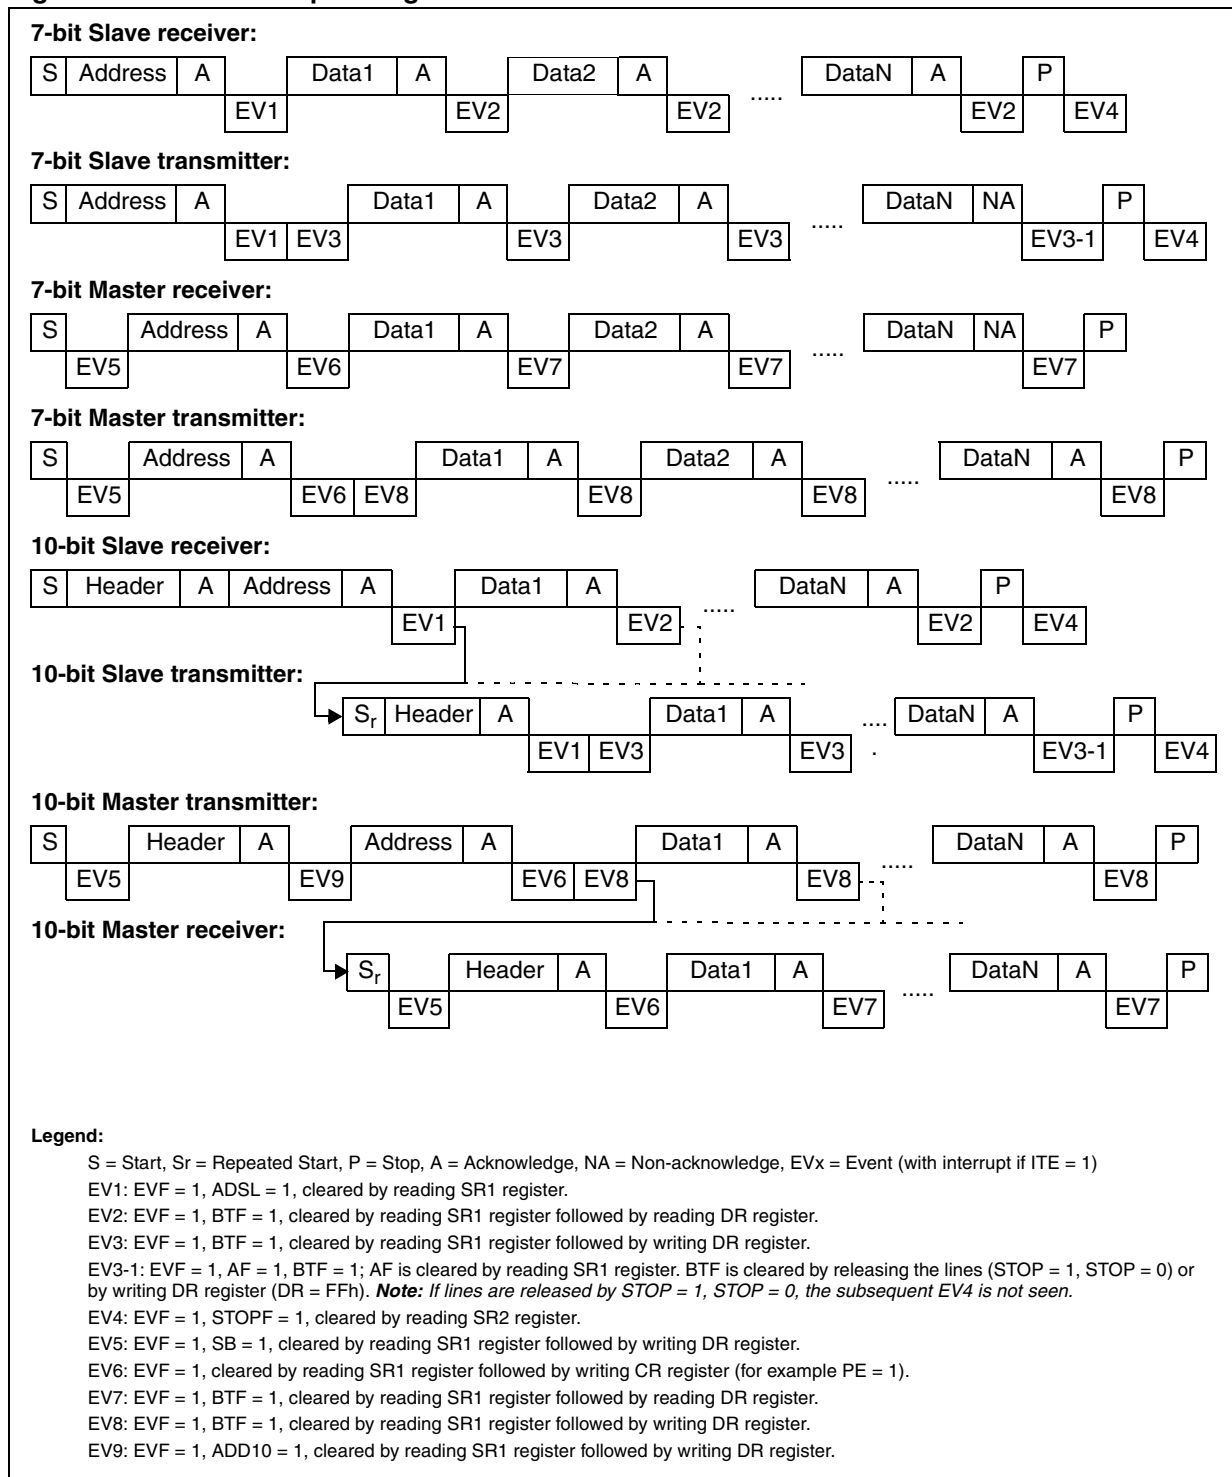 7-bit Slave receiver:
S Address A Data1 A Data2 A ..... DataN A P
EV1 EV2 EV2 EV2 EV4
7-bit Slave transmitter:
S Address A Data1 A Data2 A ..... DataN NA P
EV1 EV3 EV3 EV3 EV3-1 EV4
7-bit Master receiver:
S Address A Data1 A Data2 A ..... DataN NA P
EV5 EV6 EV7 EV7 EV7
7-bit Master transmitter:
S Address A Data1 A Data2 A ..... DataN A P
EV5 EV6 EV8 EV8 EV8 EV8
10-bit Slave receiver:
S Header A Address A Data1 A ..... DataN A P
EV1 EV2 EV2 EV4
10-bit Slave transmitter:
Sr Header A Data1 A .... DataN A P
EV1 EV3 EV3 . EV3-1 EV4
10-bit Master transmitter:
S Header A Address A Data1 A ..... DataN A P
EV5 EV9 EV6 EV8 EV8 EV8
10-bit Master receiver:
Sr Header A Data1 A ..... DataN A P
EV5 EV6 EV7 EV7
Legend:
S = Start, Sr = Repeated Start, P = Stop, A = Acknowledge, NA = Non-acknowledge, EVx = Event (with interrupt if ITE = 1)
EV1: EVF = 1, ADSL = 1, cleared by reading SR1 register.
EV2: EVF = 1, BTF = 1, cleared by reading SR1 register followed by reading DR register.
EV3: EVF = 1, BTF = 1, cleared by reading SR1 register followed by writing DR register.
EV3-1: EVF = 1, AF = 1, BTF = 1; AF is cleared by reading SR1 register. BTF is cleared by releasing the lines (STOP = 1, STOP = 0) or
by writing DR register (DR = FFh). Note: If lines are released by STOP = 1, STOP = 0, the subsequent EV4 is not seen.
EV4: EVF = 1, STOPF = 1, cleared by reading SR2 register.
EV5: EVF = 1, SB = 1, cleared by reading SR1 register followed by writing DR register.
EV6: EVF = 1, cleared by reading SR1 register followed by writing CR register (for example PE = 1).
EV7: EVF = 1, BTF = 1, cleared by reading SR1 register followed by reading DR register.
EV8: EVF = 1, BTF = 1, cleared by reading SR1 register followed by writing DR register.
EV9: EVF = 1, ADD10 = 1, cleared by reading SR1 register followed by writing DR register.